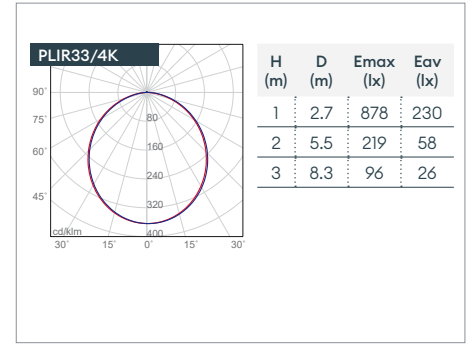 PLIR33/4K
90°
75°
60°
45°
80
160
240
320
400
cd/klm
30° 15° 0° 15° 30°
H D Emax Eav
(m) (m) (lx) (lx)
1 2.7 878 230
2 5.5 219 58
3 8.3 96 26